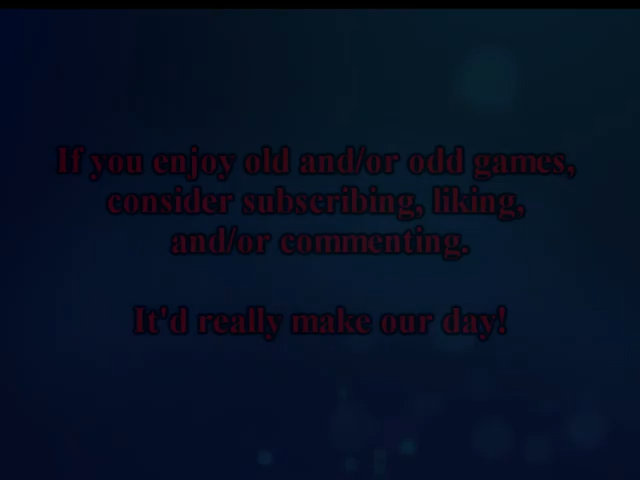 If you enjoy old and/or odd games,
consider subscribing, liking,
and/or commenting.
It'd really make our day!